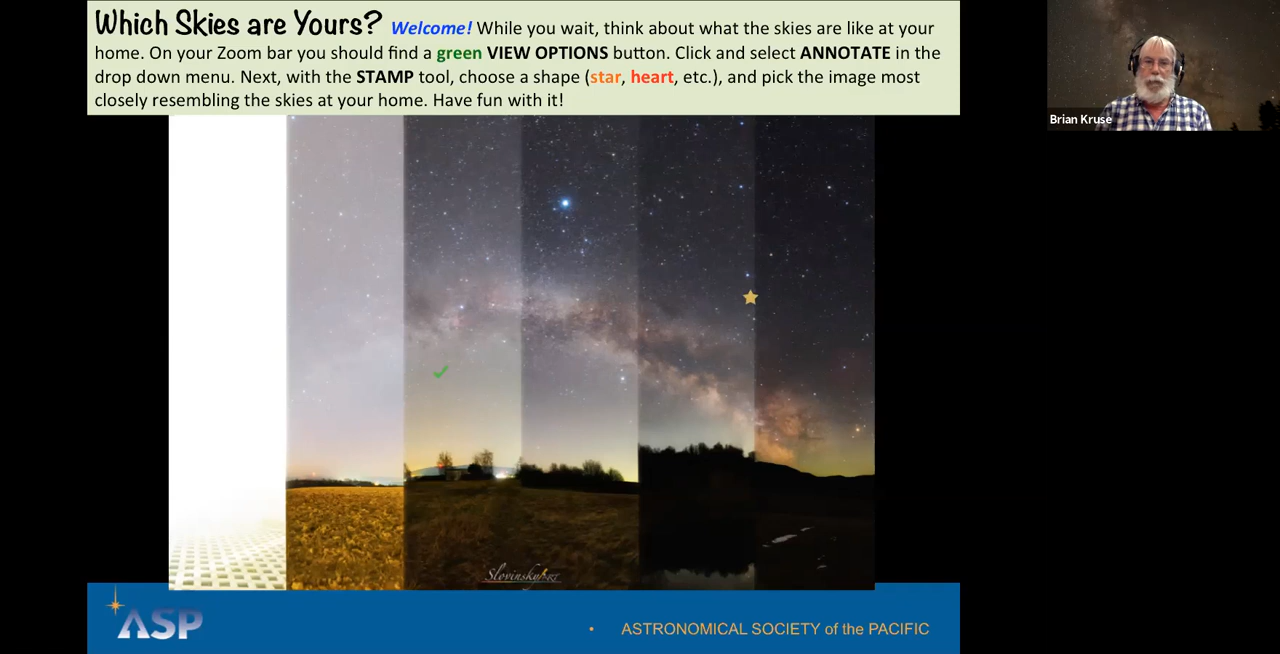 Which Skies are Yours? Welcome! While you wait, think about what the skies are like at your
home. On your Zoom bar you should find a green VIEW OPTIONS button. Click and select ANNOTATE in the
drop down menu. Next, with the STAMP tool, choose a shape (star, heart, etc.), and pick the image most
closely resembling the skies at your home. Have fun with it!
Brian Kruse
SlovinskyArt
ASP
• ASTRONOMICAL SOCIETY of the PACIFIC